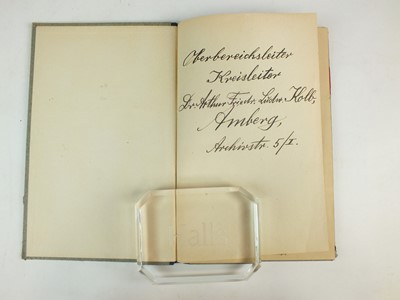 Oberbereichsleiter
Kreisleiter
Dr. Arthur Friedr. Ludw. Kolb,
Amberg,
Archivstr. 5/I.